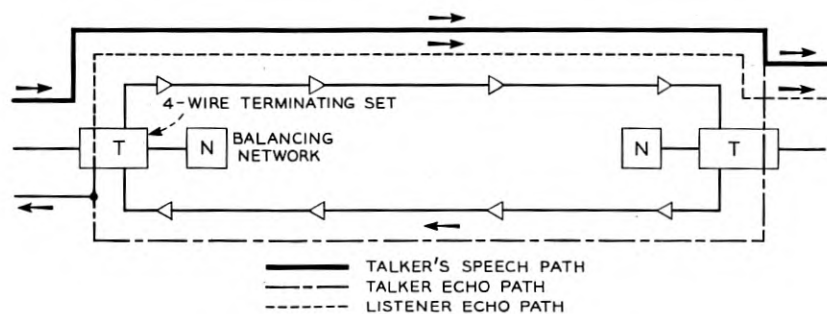 4-WIRE TERMINATING SET
T
N
BALANCING
NETWORK
N
T
TALKER'S SPEECH PATH
TALKER ECHO PATH
LISTENER ECHO PATH